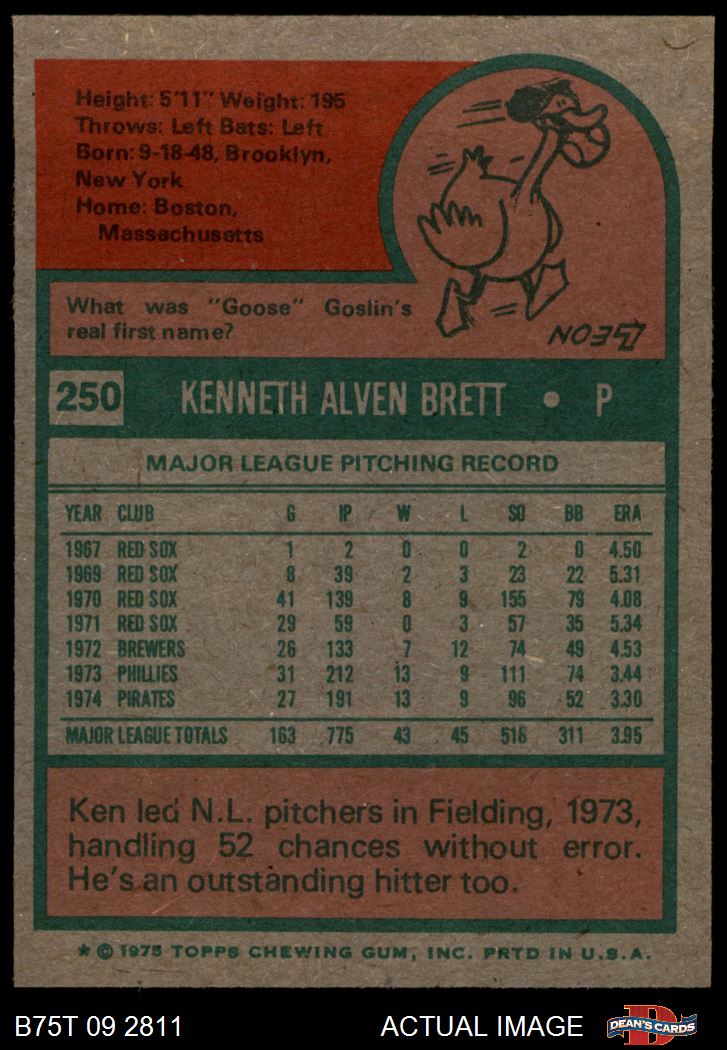 Height: 5'11" Weight: 195
Throws: Left Bats: Left
Born: 9-18-48, Brooklyn,
New York
Home: Boston,
Massachusetts
What was "Goose" Goslin's
real first name?
LEON
250 KENNETH ALVEN BRETT • P
MAJOR LEAGUE PITCHING RECORD
YEAR CLUB G IP W L SO BB ERA
1967 RED SOX 1 2 0 0 2 0 4.50
1969 RED SOX 8 39 2 3 23 22 5.31
1970 RED SOX 41 139 8 9 155 79 4.08
1971 RED SOX 29 59 0 3 57 35 5.34
1972 BREWERS 26 133 7 12 74 49 4.53
1973 PHILLIES 31 212 13 9 111 74 3.44
1974 PIRATES 27 191 13 9 96 52 3.30
MAJOR LEAGUE TOTALS 163 775 43 45 518 311 3.95
Ken led N.L. pitchers in Fielding, 1973,
handling 52 chances without error.
He's an outstanding hitter too.
* © 1975 TOPPS CHEWING GUM, INC. PRTD IN U.S.A.
B75T 09 2811 ACTUAL IMAGE D DEAN'S CARDS